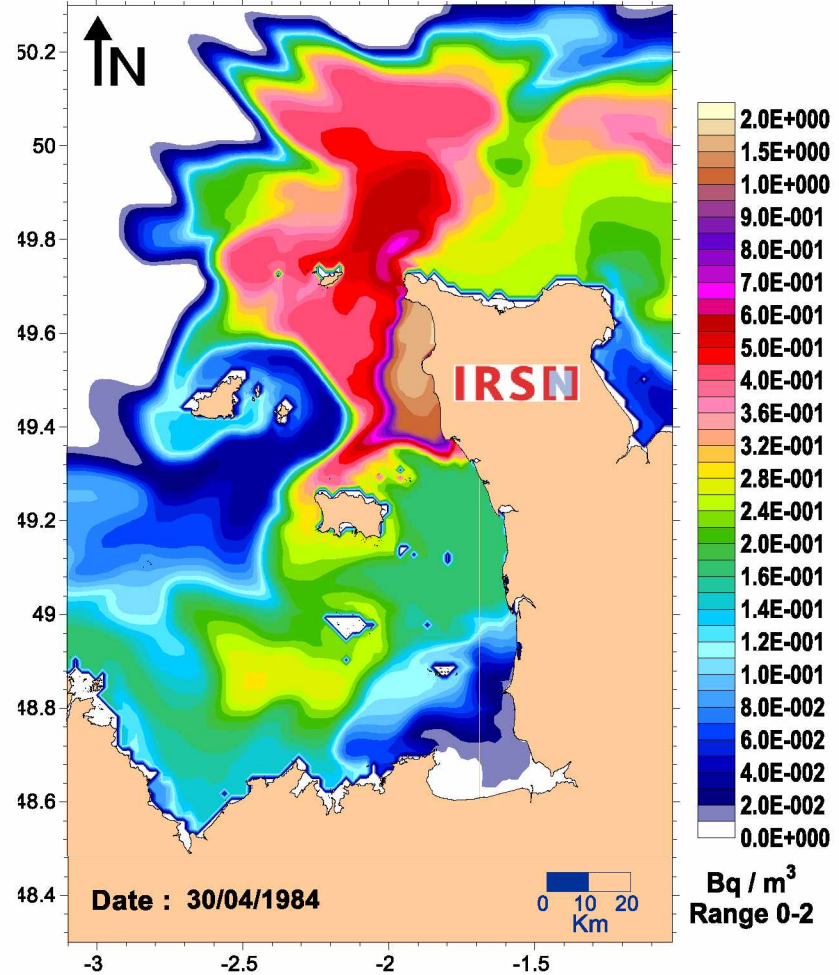 N
50.2
50
49.8
49.6
49.4
49.2
49
48.8
48.6
48.4
-3
-2.5
-2
-1.5
IRSN
Date : 30/04/1984
0 10 20
Km
2.0E+000
1.5E+000
1.0E+000
9.0E-001
8.0E-001
7.0E-001
6.0E-001
5.0E-001
4.0E-001
3.6E-001
3.2E-001
2.8E-001
2.4E-001
2.0E-001
1.6E-001
1.4E-001
1.2E-001
1.0E-001
8.0E-002
6.0E-002
4.0E-002
2.0E-002
0.0E+000
Bq / m³
Range 0-2